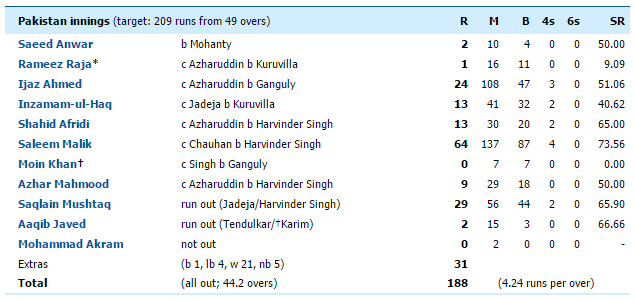 Pakistan innings (target: 209 runs from 49 overs) R M B 4s 6s SR
Saeed Anwar b Mohanty 2 10 4 0 0 50.00
Rameez Raja* c Azharuddin b Kuruvilla 1 16 11 0 0 9.09
Ijaz Ahmed c Azharuddin b Ganguly 24 108 47 3 0 51.06
Inzamam-ul-Haq c Jadeja b Kuruvilla 13 41 32 2 0 40.62
Shahid Afridi c Azharuddin b Harvinder Singh 13 30 20 2 0 65.00
Saleem Malik c Chauhan b Harvinder Singh 64 137 87 4 0 73.56
Moin Khan† c Singh b Ganguly 0 7 7 0 0 0.00
Azhar Mahmood c Azharuddin b Harvinder Singh 9 29 18 0 0 50.00
Saqlain Mushtaq run out (Jadeja/Harvinder Singh) 29 56 44 2 0 65.90
Aaqib Javed run out (Tendulkar/†Karim) 2 15 3 0 0 66.66
Mohammad Akram not out 0 2 0 0 0 -
Extras (b 1, lb 4, w 21, nb 5) 31
Total (all out; 44.2 overs) 188 (4.24 runs per over)